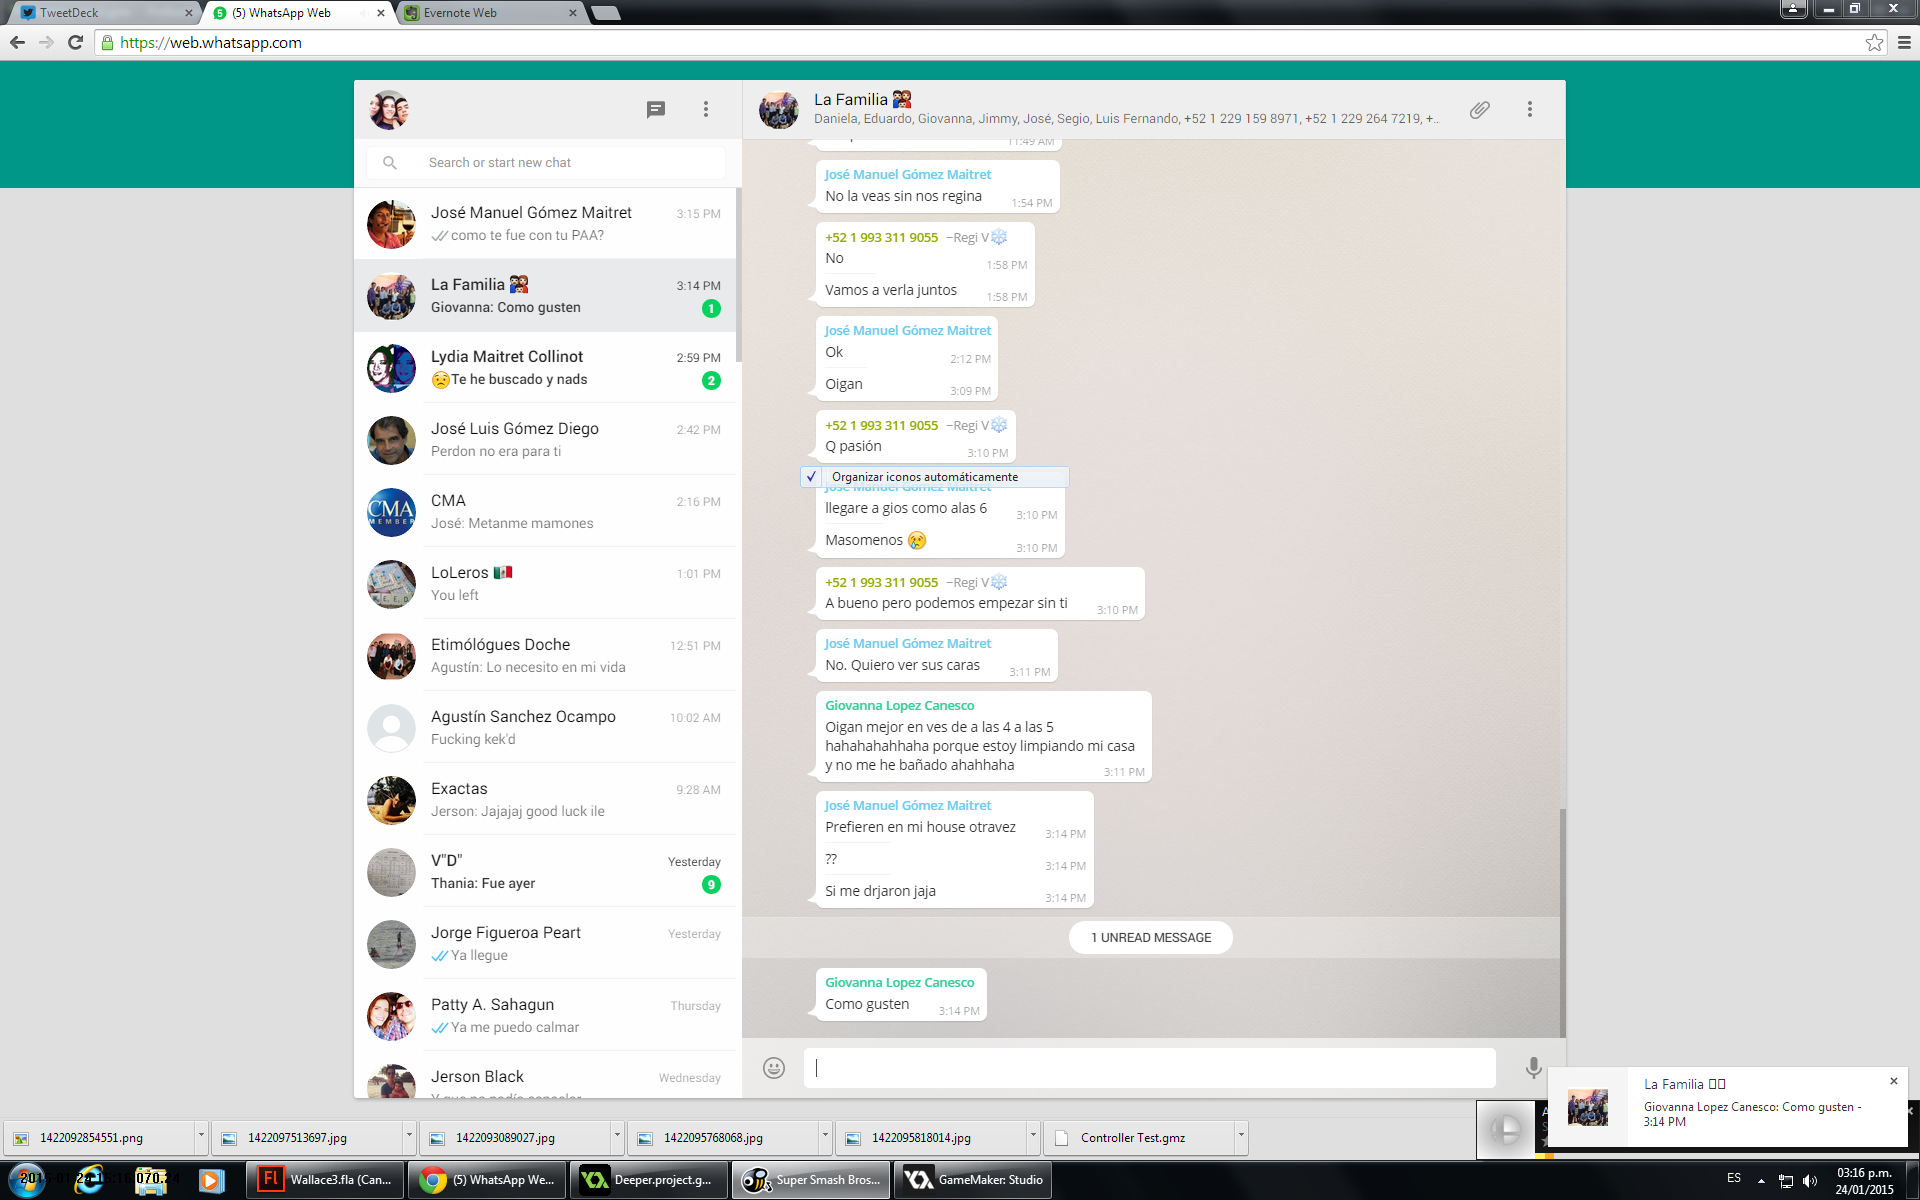 TweetDeck
(5) WhatsApp Web
Evernote Web
https://web.whatsapp.com
La Familia
Daniela, Eduardo, Giovanna, Jimmy, José, Segio, Luis Fernando, +52 1 229 159 8971, +52 1 229 264 7219, +...
Search or start new chat
José Manuel Gómez Maitret 3:15 PM
como te fue con tu PAA?
La Familia 3:14 PM
Giovanna: Como gusten 1
Lydia Maitret Collinot 2:59 PM
Te he buscado y nads 2
José Luis Gómez Diego 2:42 PM
Perdon no era para ti
CMA 2:16 PM
José: Metanme mamones
LoLeros 1:01 PM
You left
Etimólógues Doche 12:51 PM
Agustín: Lo necesito en mi vida
Agustín Sanchez Ocampo 10:02 AM
Fucking kek'd
Exactas 9:28 AM
Jerson: Jajajaj good luck ile
V"D" Yesterday
Thania: Fue ayer 9
Jorge Figueroa Peart Yesterday
Ya llegue
Patty A. Sahagun Thursday
Ya me puedo calmar
Jerson Black Wednesday
11:49 AM
José Manuel Gómez Maitret
No la veas sin nos regina 1:54 PM
+52 1 993 311 9055 ~Regi V
No 1:58 PM
Vamos a verla juntos 1:58 PM
José Manuel Gómez Maitret
Ok 2:12 PM
Oigan 3:09 PM
+52 1 993 311 9055 ~Regi V
Q pasión 3:10 PM
Organizar iconos automáticamente
José Manuel Gómez Maitret
llegare a gios como alas 6 3:10 PM
Masomenos 3:10 PM
+52 1 993 311 9055 ~Regi V
A bueno pero podemos empezar sin ti 3:10 PM
José Manuel Gómez Maitret
No. Quiero ver sus caras 3:11 PM
Giovanna Lopez Canesco
Oigan mejor en ves de a las 4 a las 5
hahahahahhaha porque estoy limpiando mi casa
y no me he bañado ahahhaha 3:11 PM
José Manuel Gómez Maitret
Prefieren en mi house otravez 3:14 PM
?? 3:14 PM
Si me drjaron jaja 3:14 PM
1 UNREAD MESSAGE
Giovanna Lopez Canesco
Como gusten 3:14 PM
La Familia
Giovanna Lopez Canesco: Como gusten -
3:14 PM
1422092854551.png
1422097513697.jpg
1422093089027.jpg
1422095768068.jpg
1422095818014.jpg
Controller Test.gmz
Wallace3.fla (Can...
(5) WhatsApp We...
Deeper.project.g...
Super Smash Bros...
GameMaker: Studio
ES
03:16 p.m.
24/01/2015